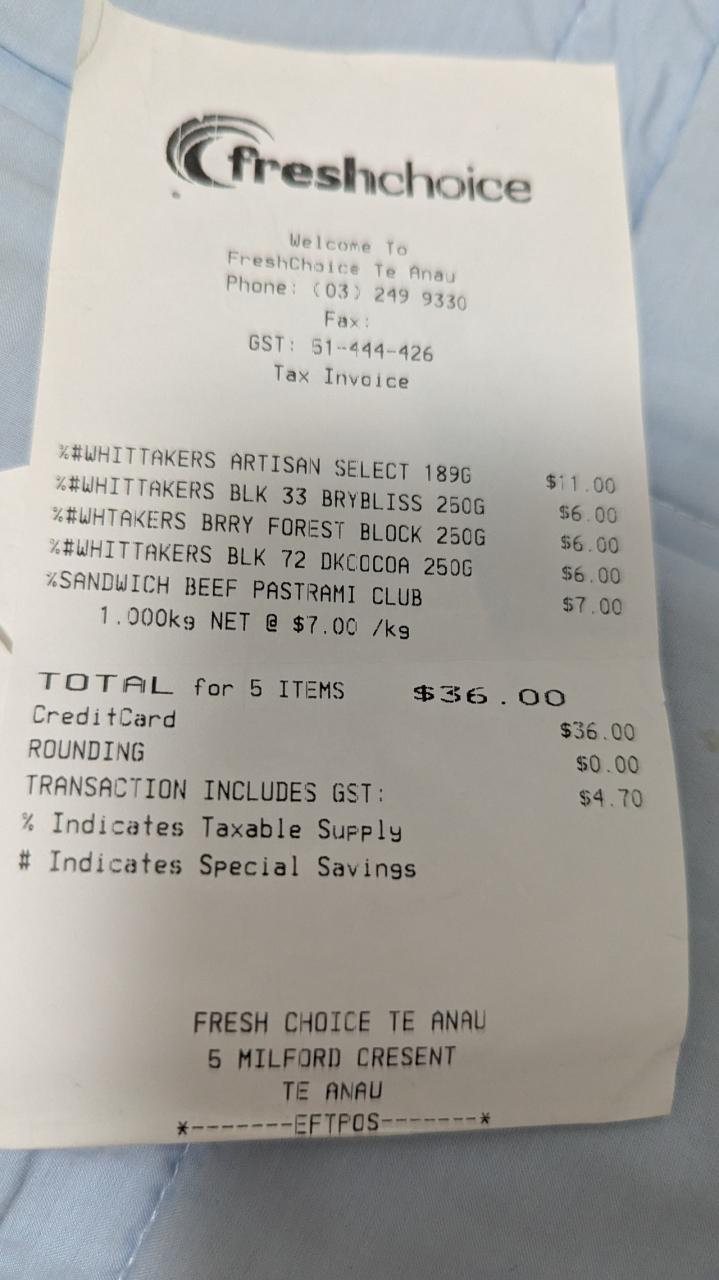 freshchoice
Welcome To
FreshChoice Te Anau
Phone: (03) 249 9330
Fax:
GST: 51-444-426
Tax Invoice
%#WHITTAKERS ARTISAN SELECT 189G $11.00
%#WHITTAKERS BLK 33 BRYBLISS 250G $6.00
%#WHTAKERS BRRY FOREST BLOCK 250G $6.00
%#WHITTAKERS BLK 72 DKCOCOA 250G $6.00
%SANDWICH BEEF PASTRAMI CLUB $7.00
1.000kg NET @ $7.00 /kg
TOTAL for 5 ITEMS $36.00
CreditCard $36.00
ROUNDING $0.00
TRANSACTION INCLUDES GST: $4.70
% Indicates Taxable Supply
# Indicates Special Savings
FRESH CHOICE TE ANAU
5 MILFORD CRESENT
TE ANAU
*-------EFTPOS-------*